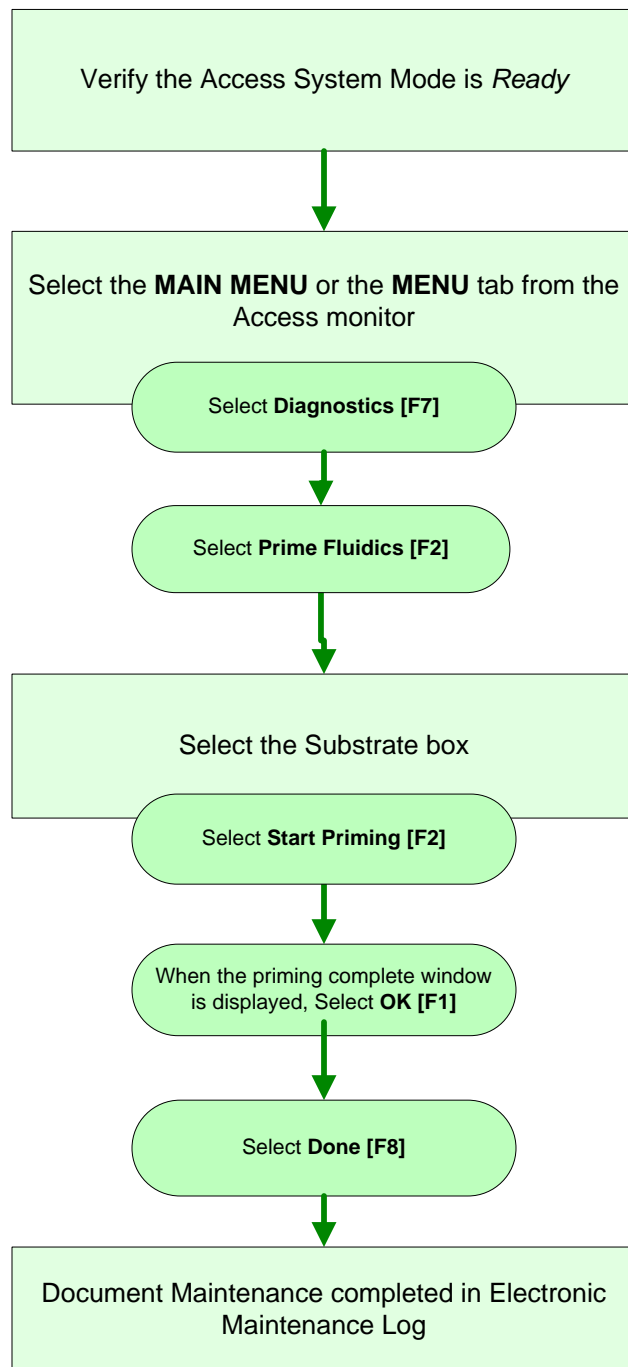 Verify the Access System Mode is Ready
Select the MAIN MENU or the MENU tab from the
Access monitor
Select Diagnostics [F7]
Select Prime Fluidics [F2]
Select the Substrate box
Select Start Priming [F2]
When the priming complete window
is displayed, Select OK [F1]
Select Done [F8]
Document Maintenance completed in Electronic
Maintenance Log